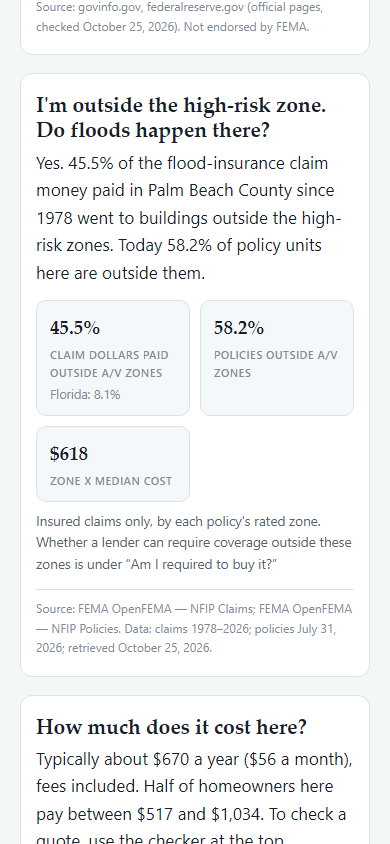 Source: govinfo.gov, federalreserve.gov (official pages,
checked October 25, 2026). Not endorsed by FEMA.
I'm outside the high-risk zone.
Do floods happen there?
Yes. 45.5% of the flood-insurance claim
money paid in Palm Beach County since
1978 went to buildings outside the high-
risk zones. Today 58.2% of policy units
here are outside them.
45.5%
CLAIM DOLLARS PAID
OUTSIDE A/V ZONES
Florida: 8.1%
58.2%
POLICIES OUTSIDE A/V
ZONES
$618
ZONE X MEDIAN COST
Insured claims only, by each policy's rated zone.
Whether a lender can require coverage outside these
zones is under “Am I required to buy it?”
Source: FEMA OpenFEMA — NFIP Claims; FEMA OpenFEMA
— NFIP Policies. Data: claims 1978–2026; policies July 31,
2026; retrieved October 25, 2026.
How much does it cost here?
Typically about $670 a year ($56 a month),
fees included. Half of homeowners here
pay between $517 and $1,034. To check a
quote, use the checker at the top.